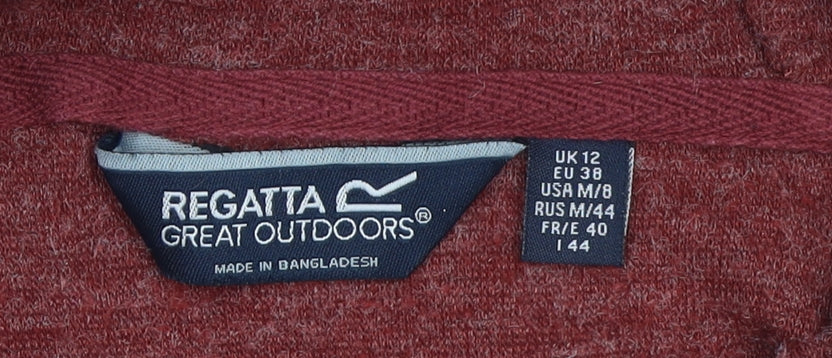 REGATTA
GREAT OUTDOORS®
MADE IN BANGLADESH
UK 12
EU 38
USA M/8
RUS M/44
FR/E 40
I 44